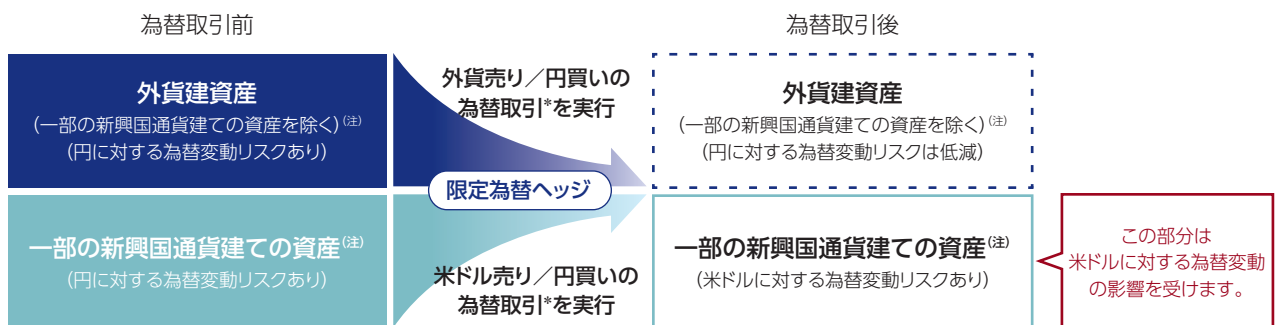 為替取引前
為替取引後
外貨建資産
(一部の新興国通貨建ての資産を除く)(注)
(円に対する為替変動リスクあり)
外貨売り/円買いの
為替取引*を実行
外貨建資産
(一部の新興国通貨建ての資産を除く)(注)
(円に対する為替変動リスクは低減)
限定為替ヘッジ
一部の新興国通貨建ての資産(注)
(円に対する為替変動リスクあり)
米ドル売り/円買いの
為替取引*を実行
一部の新興国通貨建ての資産(注)
(米ドルに対する為替変動リスクあり)
この部分は
米ドルに対する為替変動
の影響を受けます。